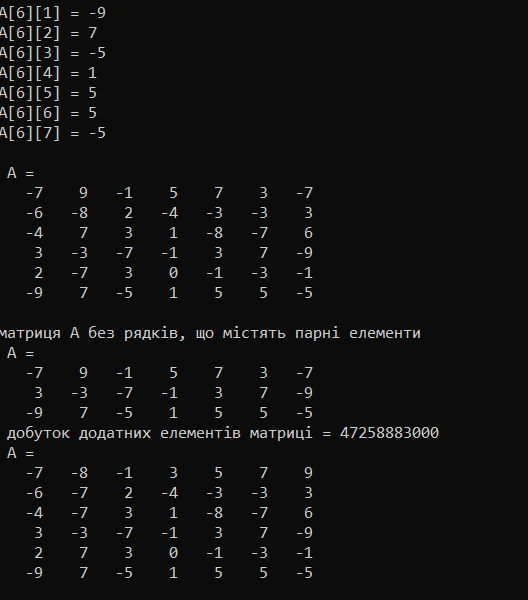 A[6][1] = -9
A[6][2] = 7
A[6][3] = -5
A[6][4] = 1
A[6][5] = 5
A[6][6] = 5
A[6][7] = -5
A =
-7 9 -1 5 7 3 -7
-6 -8 2 -4 -3 -3 3
-4 7 3 1 -8 -7 6
3 -3 -7 -1 3 7 -9
2 -7 3 0 -1 -3 -1
-9 7 -5 1 5 5 -5
матриця А без рядків, що містять парні елементи
A =
-7 9 -1 5 7 3 -7
3 -3 -7 -1 3 7 -9
-9 7 -5 1 5 5 -5
добуток додатних елементів матриці = 47258883000
A =
-7 -8 -1 3 5 7 9
-6 -7 2 -4 -3 -3 3
-4 -7 3 1 -8 -7 6
3 -3 -7 -1 3 7 -9
2 7 3 0 -1 -3 -1
-9 7 -5 1 5 5 -5